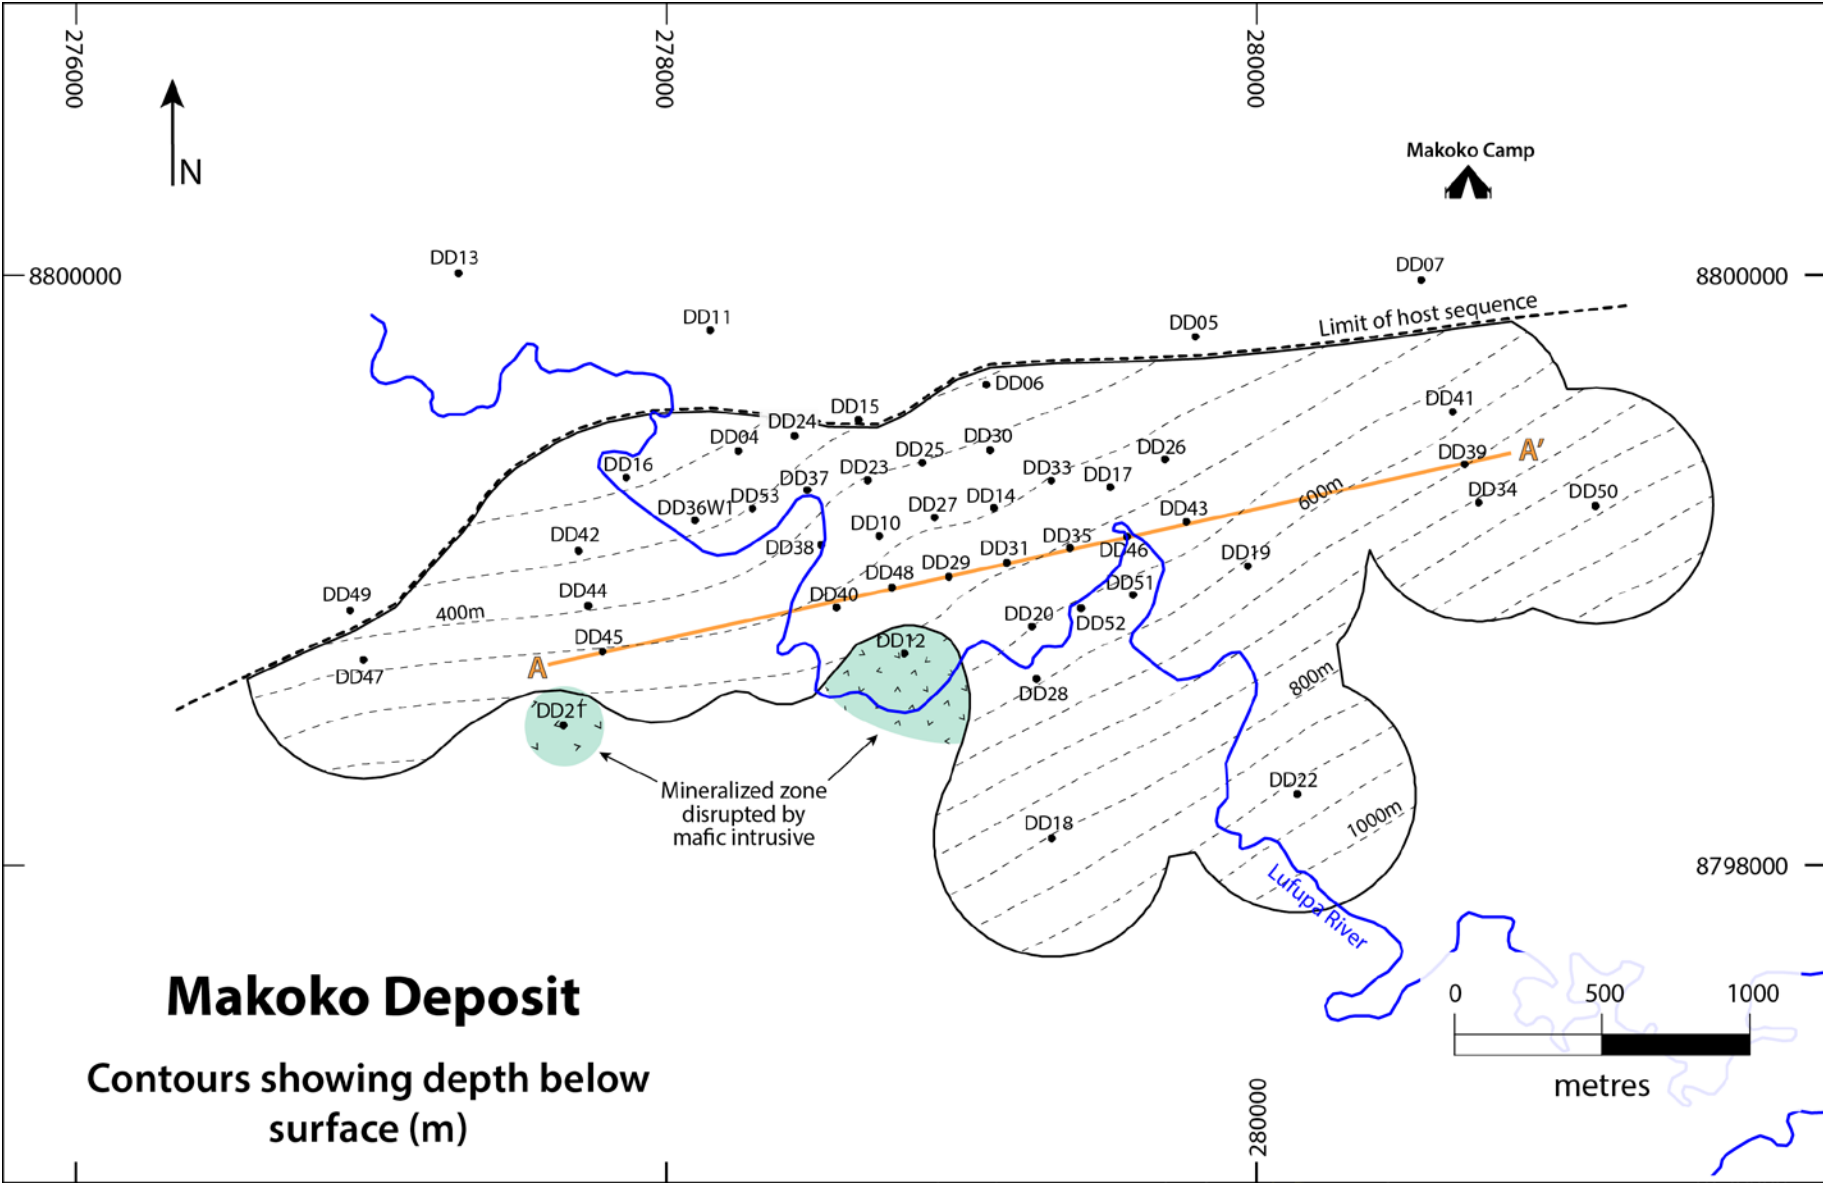 276000
278000
280000
N
Makoko Camp
DD13
DD07
8800000
8800000
DD11
DD05
Limit of host sequence
DD06
DD41
DD15
DD24
DD04
DD30
DD25
DD26
DD39
A′
DD16
DD23
DD33
DD17
DD37
DD34
DD50
600m
DD53
DD14
DD36W1
DD27
DD43
DD10
DD42
DD38
DD35
DD46
DD31
DD19
DD29
DD48
DD51
DD49
DD44
DD40
400m
DD20
DD52
DD45
DD12
A
DD47
DD28
800m
DD21
Mineralized zone
disrupted by
mafic intrusive
DD22
DD18
1000m
8798000
Lufupa River
Makoko Deposit
Contours showing depth below
surface (m)
0 500 1000
metres
280000